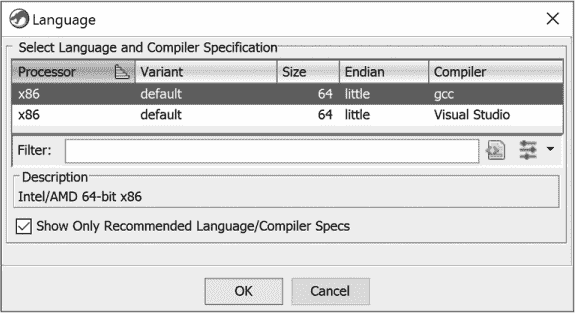 Language
Select Language and Compiler Specification
Processor Variant Size Endian Compiler
x86 default 64 little gcc
x86 default 64 little Visual Studio
Filter:
Description
Intel/AMD 64-bit x86
Show Only Recommended Language/Compiler Specs
OK Cancel